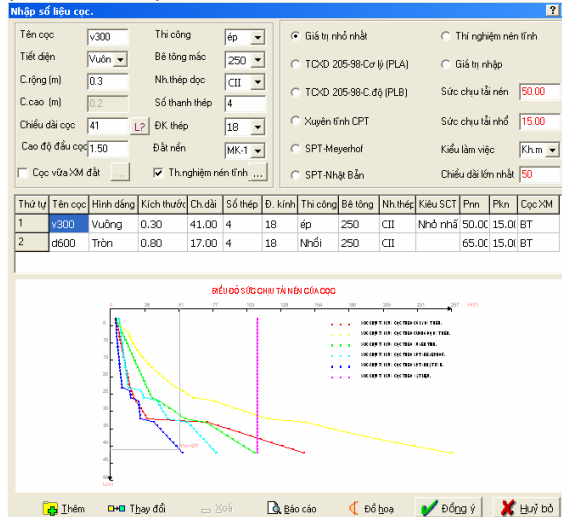 Nhập số liệu cọc.
Tên cọc v300 Thi công ép
Tiết diện Vuôn Bê tông mác 250
C.rộng (m) 0.3 Nh.thép dọc CII
C.cao (m) 0.2 Số thanh thép 4
Chiều dài cọc 41 L? ĐK thép 18
Cao độ đầu cọc 1.50 Đất nền MK-1
Cọc vữa XM đất ... Th.nghiệm nén tĩnh ...
Giá trị nhỏ nhất Thí nghiệm nén tĩnh
TCXD 205-98-Cơ lý (PLA) Giá trị nhập
TCXD 205-98-C.độ (PLB) Sức chịu tải nén 50.00
Xuyên tĩnh CPT Sức chịu tải nhổ 15.00
SPT-Meyerhof Kiểu làm việc Kh.m
SPT-Nhật Bản Chiều dài lớn nhất 50
Thứ tự Tên cọc Hình dáng Kích thước Ch.dài Số thép Đ. kính Thi công Bê tông Nh.thép Kiểu SCT Pnn Pkn Cọc XM
1 v300 Vuông 0.30 41.00 4 18 ép 250 CII Nhỏ nhấ 50.00 15.00 BT
2 d600 Tròn 0.80 17.00 4 18 Nhồi 250 CII 65.00 15.00 BT
BIỂU ĐỒ SỨC CHỊU TẢI NÉN CỦA CỌC
Thêm Thay đổi Xoá Báo cáo Đồ hoạ Đồng ý Huỷ bỏ